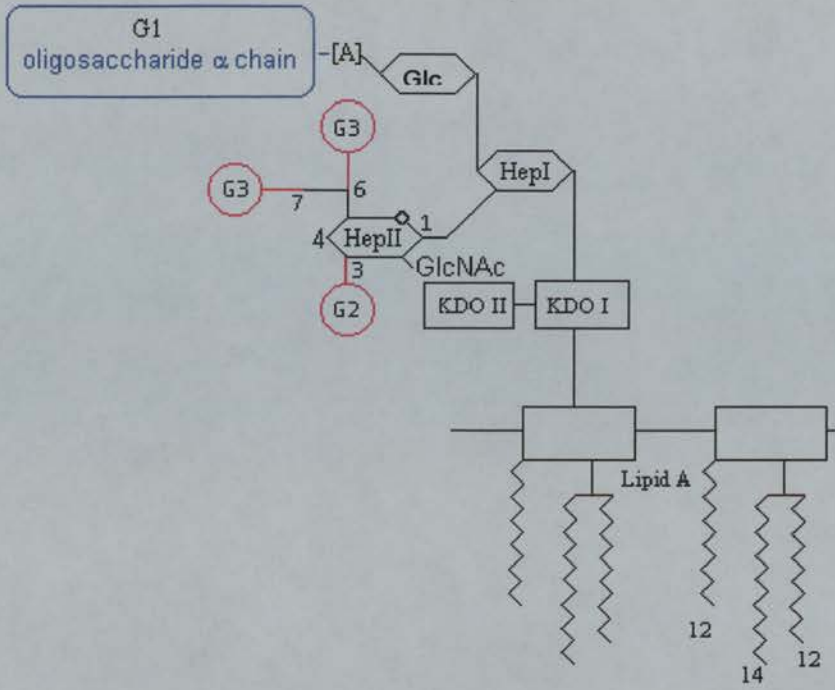 G1
oligosaccharide α chain
[A]
Glc
G3
G3
7
6
HepI
4
HepII
1
3
GlcNAc
G2
KDO II
KDO I
Lipid A
12
14
12